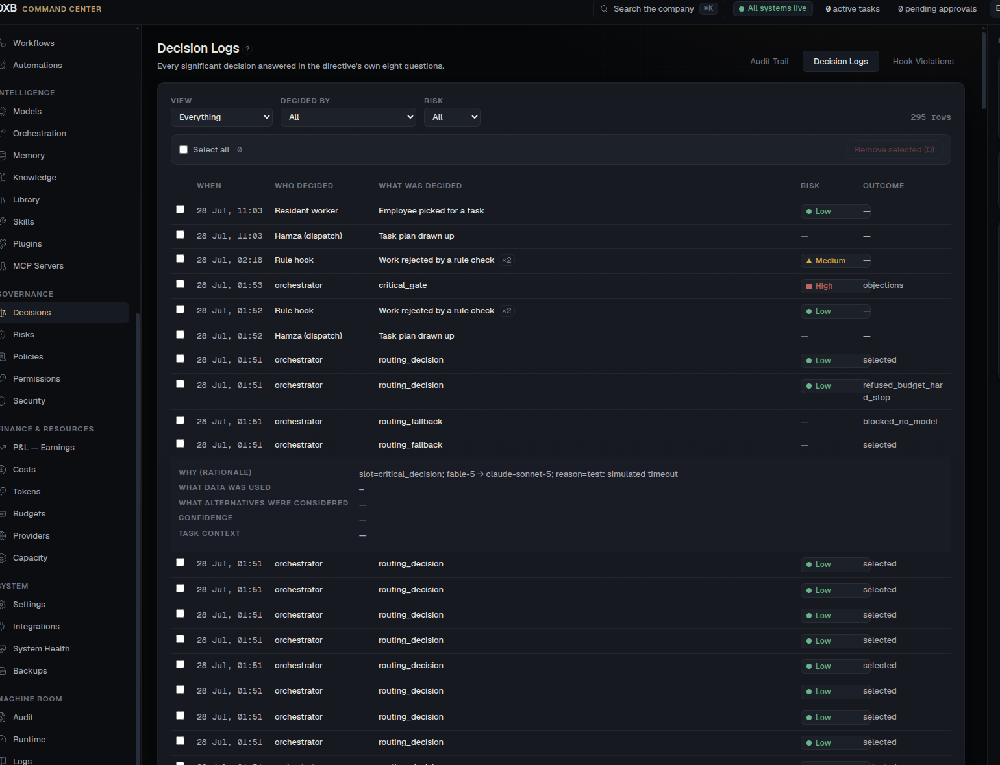 OXB COMMAND CENTER
Search the company ⌘K
All systems live
0 active tasks
0 pending approvals
Workflows
Automations
INTELLIGENCE
Models
Orchestration
Memory
Knowledge
Library
Skills
Plugins
MCP Servers
GOVERNANCE
Decisions
Risks
Policies
Permissions
Security
FINANCE & RESOURCES
P&L — Earnings
Costs
Tokens
Budgets
Providers
Capacity
SYSTEM
Settings
Integrations
System Health
Backups
MACHINE ROOM
Audit
Runtime
Logs
Decision Logs ?
Every significant decision answered in the directive's own eight questions.
Audit Trail
Decision Logs
Hook Violations
VIEW DECIDED BY RISK
Everything All All
295 rows
Select all 0
Remove selected (0)
WHEN WHO DECIDED WHAT WAS DECIDED RISK OUTCOME
28 Jul, 11:03 Resident worker Employee picked for a task Low —
28 Jul, 11:03 Hamza (dispatch) Task plan drawn up — —
28 Jul, 02:18 Rule hook Work rejected by a rule check ×2 Medium —
28 Jul, 01:53 orchestrator critical_gate High objections
28 Jul, 01:52 Rule hook Work rejected by a rule check ×2 Low —
28 Jul, 01:52 Hamza (dispatch) Task plan drawn up — —
28 Jul, 01:51 orchestrator routing_decision Low selected
28 Jul, 01:51 orchestrator routing_decision Low refused_budget_har
d_stop
28 Jul, 01:51 orchestrator routing_fallback — blocked_no_model
28 Jul, 01:51 orchestrator routing_fallback — selected
WHY (RATIONALE) slot=critical_decision; fable-5 → claude-sonnet-5; reason=test: simulated timeout
WHAT DATA WAS USED –
WHAT ALTERNATIVES WERE CONSIDERED —
CONFIDENCE —
TASK CONTEXT —
28 Jul, 01:51 orchestrator routing_decision Low selected
28 Jul, 01:51 orchestrator routing_decision Low selected
28 Jul, 01:51 orchestrator routing_decision Low selected
28 Jul, 01:51 orchestrator routing_decision Low selected
28 Jul, 01:51 orchestrator routing_decision Low selected
28 Jul, 01:51 orchestrator routing_decision Low selected
28 Jul, 01:51 orchestrator routing_decision Low selected
28 Jul, 01:51 orchestrator routing_decision Low selected